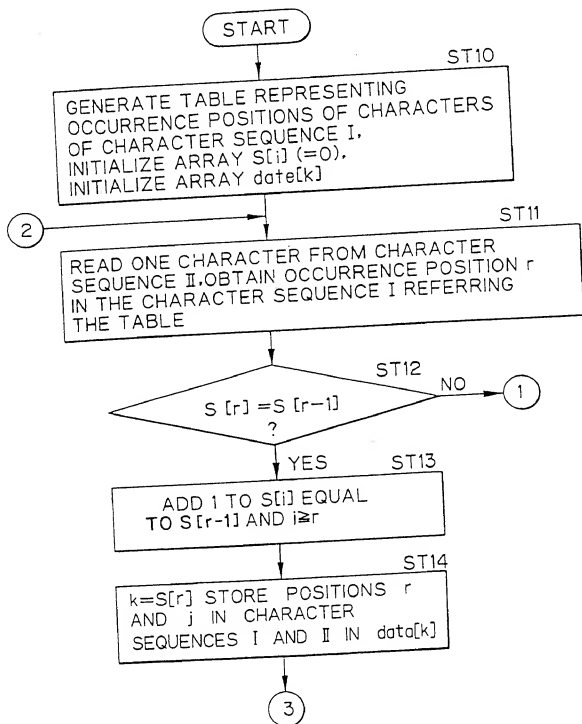 START
ST10
GENERATE TABLE REPRESENTING
OCCURRENCE POSITIONS OF CHARACTERS
OF CHARACTER SEQUENCE I.
INITIALIZE ARRAY S[i] (=0).
INITIALIZE ARRAY date[k]
2
ST11
READ ONE CHARACTER FROM CHARACTER
SEQUENCE II.OBTAIN OCCURRENCE POSITION r
IN THE CHARACTER SEQUENCE I REFERRING
THE TABLE
ST12
S [r] =S [r-1]
?
NO
1
YES
ST13
ADD 1 TO S[i] EQUAL
TO S[r-1] AND i≧r
ST14
k=S[r] STORE POSITIONS r
AND j IN CHARACTER
SEQUENCES I AND II IN data[k]
3